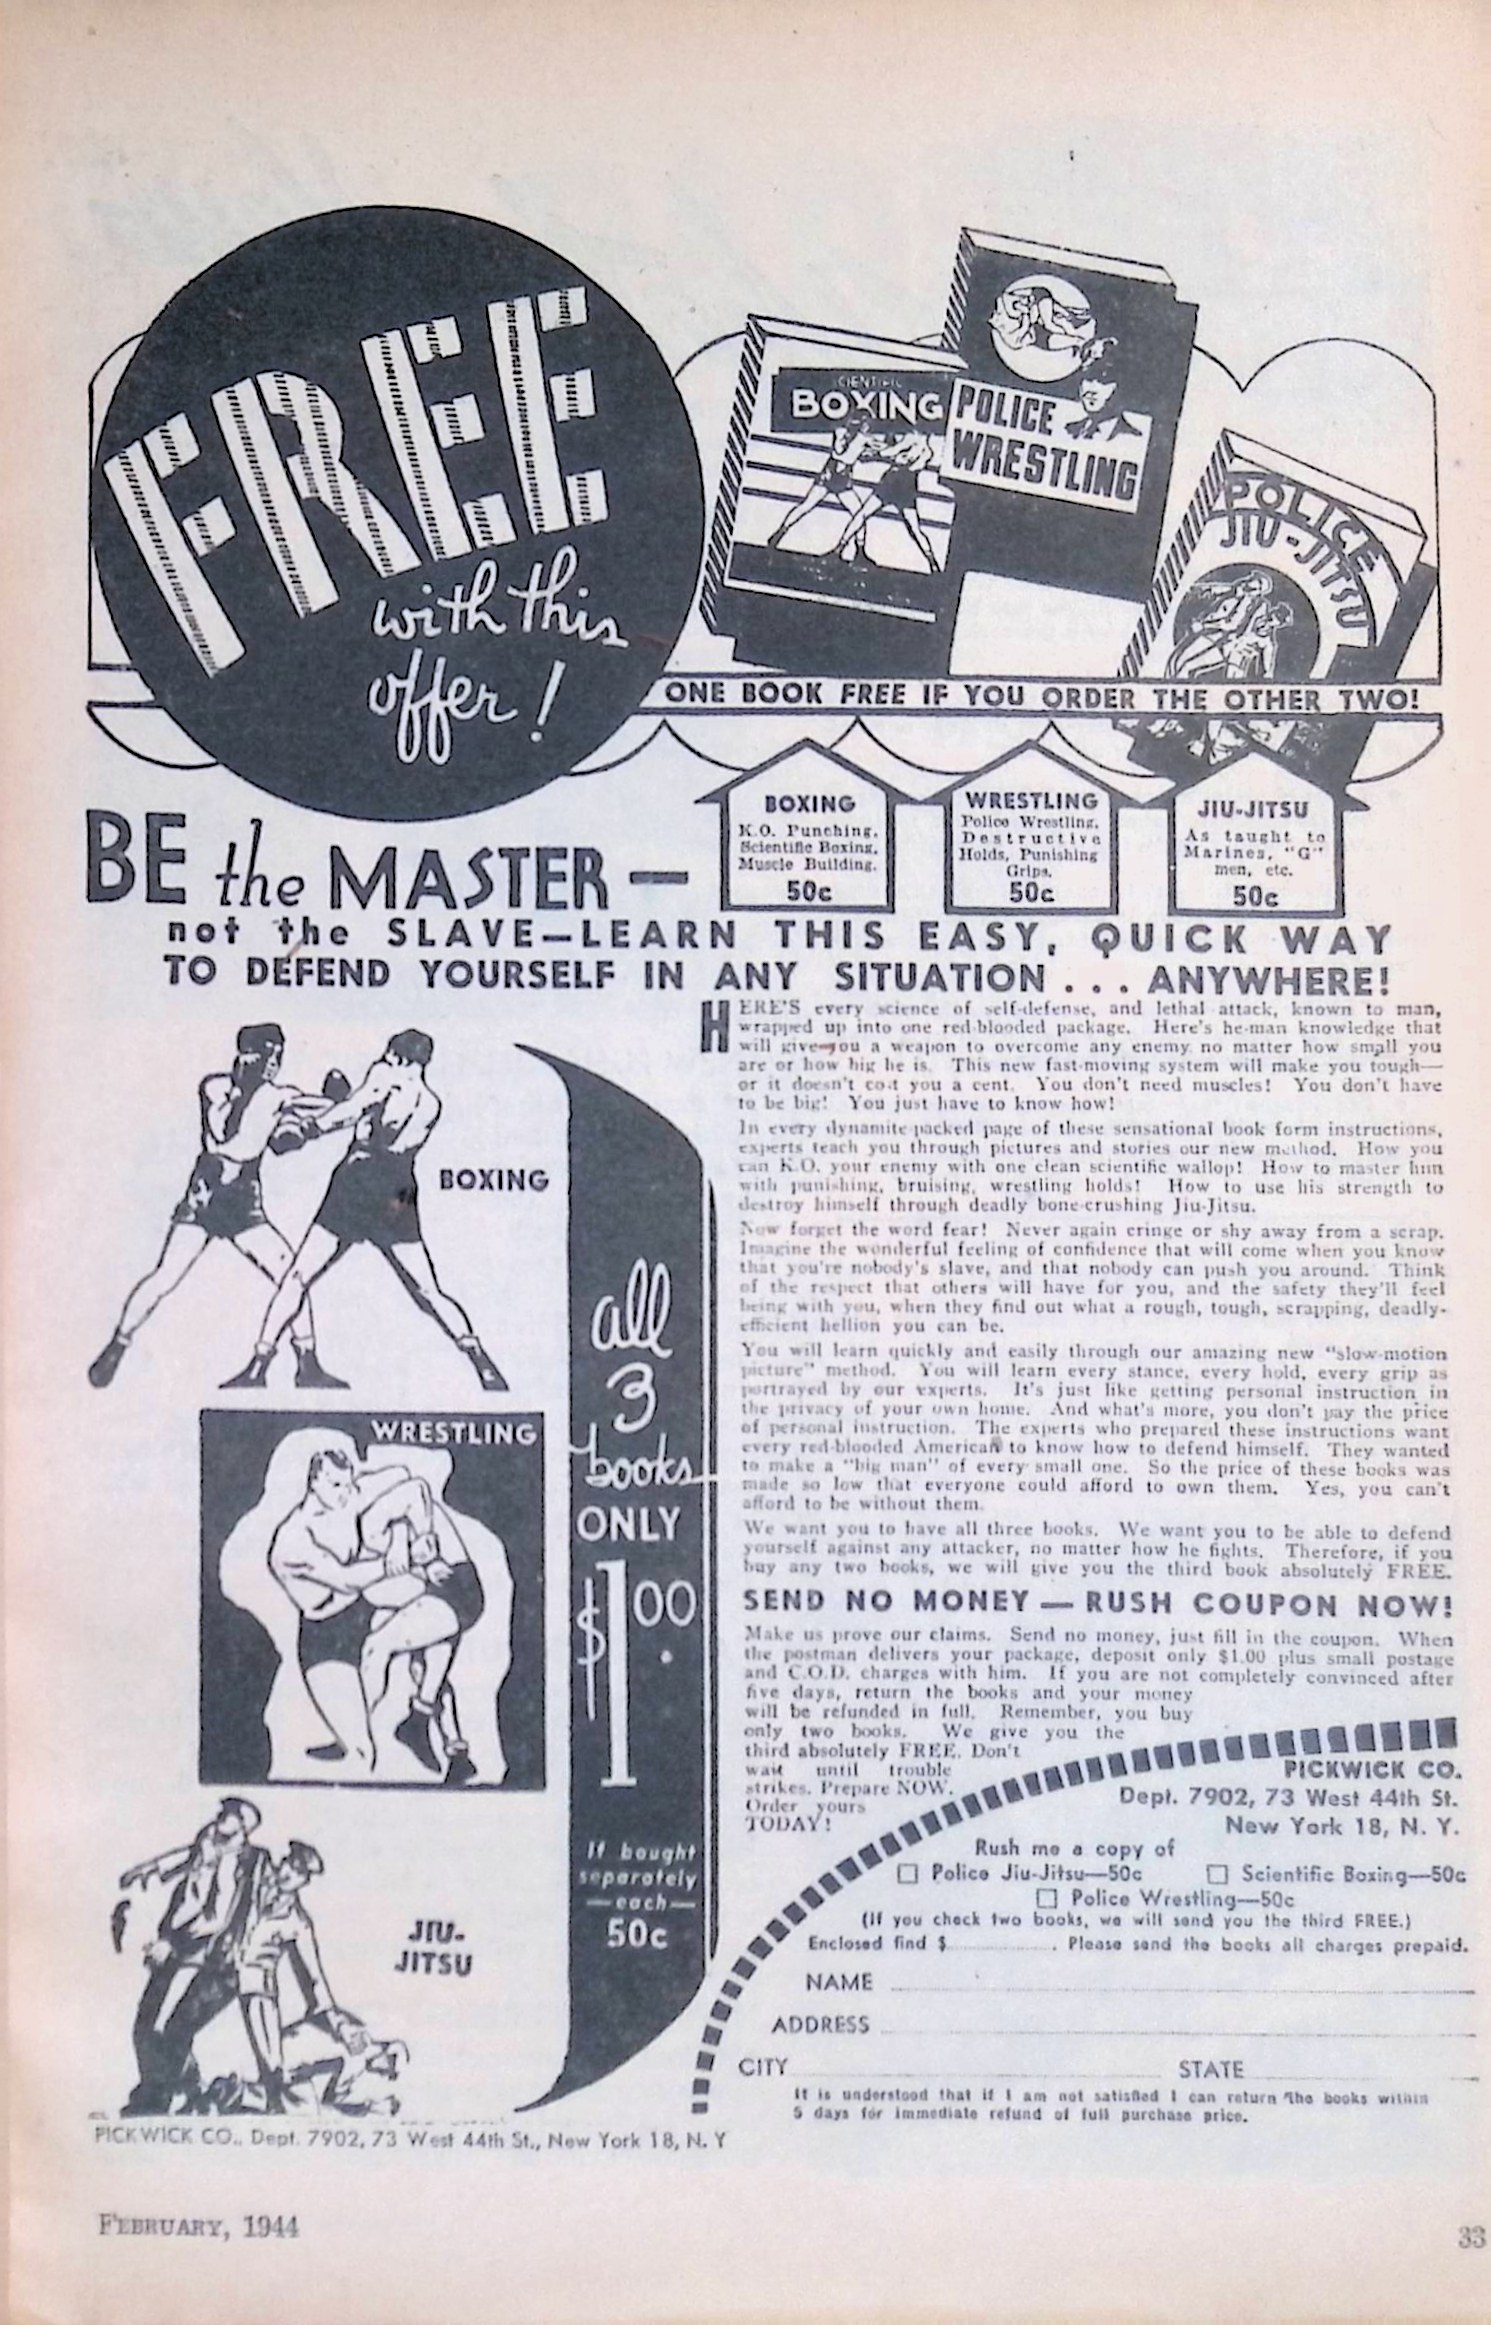 FREE
with this
offer!
SCIENTIFIC
BOXING
POLICE
WRESTLING
POLICE
JIU-JITSU
ONE BOOK FREE IF YOU ORDER THE OTHER TWO!
BOXING
K.O. Punching,
Scientific Boxing,
Muscle Building.
50c
WRESTLING
Police Wrestling,
Destructive
Holds, Punishing
Grips.
50c
JIU-JITSU
As taught to
Marines, "G"
men, etc.
50c
BE the MASTER—
not the SLAVE—LEARN THIS EASY, QUICK WAY
TO DEFEND YOURSELF IN ANY SITUATION... ANYWHERE!
HERE'S every science of self-defense, and lethal attack, known to man,
wrapped up into one red-blooded package. Here's he-man knowledge that
will give you a weapon to overcome any enemy no matter how small you
are or how big he is. This new fast-moving system will make you tough—
or it doesn't cost you a cent. You don't need muscles! You don't have
to be big! You just have to know how!
In every dynamite-packed page of these sensational book form instructions,
experts teach you through pictures and stories our new method. How you
can K.O. your enemy with one clean scientific wallop! How to master him
with punishing, bruising, wrestling holds! How to use his strength to
destroy himself through deadly bone-crushing Jiu-Jitsu.
Now forget the word fear! Never again cringe or shy away from a scrap.
Imagine the wonderful feeling of confidence that will come when you know
that you're nobody's slave, and that nobody can push you around. Think
of the respect that others will have for you, and the safety they'll feel
being with you, when they find out what a rough, tough, scrapping, deadly-
efficient hellion you can be.
You will learn quickly and easily through our amazing new "slow-motion
picture" method. You will learn every stance, every hold, every grip as
portrayed by our experts. It's just like getting personal instruction in
the privacy of your own home. And what's more, you don't pay the price
of personal instruction. The experts who prepared these instructions want
every red-blooded American to know how to defend himself. They wanted
to make a "big man" of every small one. So the price of these books was
made so low that everyone could afford to own them. Yes, you can't
afford to be without them.
We want you to have all three books. We want you to be able to defend
yourself against any attacker, no matter how he fights. Therefore, if you
buy any two books, we will give you the third book absolutely FREE.
SEND NO MONEY — RUSH COUPON NOW!
Make us prove our claims. Send no money, just fill in the coupon. When
the postman delivers your package, deposit only $1.00 plus small postage
and C.O.D. charges with him. If you are not completely convinced after
five days, return the books and your money
will be refunded in full. Remember, you buy
only two books. We give you the
third absolutely FREE. Don't
wait until trouble
strikes. Prepare NOW.
Order yours
TODAY!
BOXING
WRESTLING
JIU-
JITSU
all
3
books
ONLY
$1.00
If bought
separately
—each—
50c
PICKWICK CO.
Dept. 7902, 73 West 44th St.
New York 18, N. Y.
Rush me a copy of
Police Jiu-Jitsu—50c Scientific Boxing—50c
Police Wrestling—50c
(If you check two books, we will send you the third FREE.)
Enclosed find $.................. Please send the books all charges prepaid.
NAME
ADDRESS
CITY STATE
It is understood that if I am not satisfied I can return the books within
5 days for immediate refund of full purchase price.
PICKWICK CO., Dept. 7902, 73 West 44th St., New York 18, N. Y
FEBRUARY, 1944
33